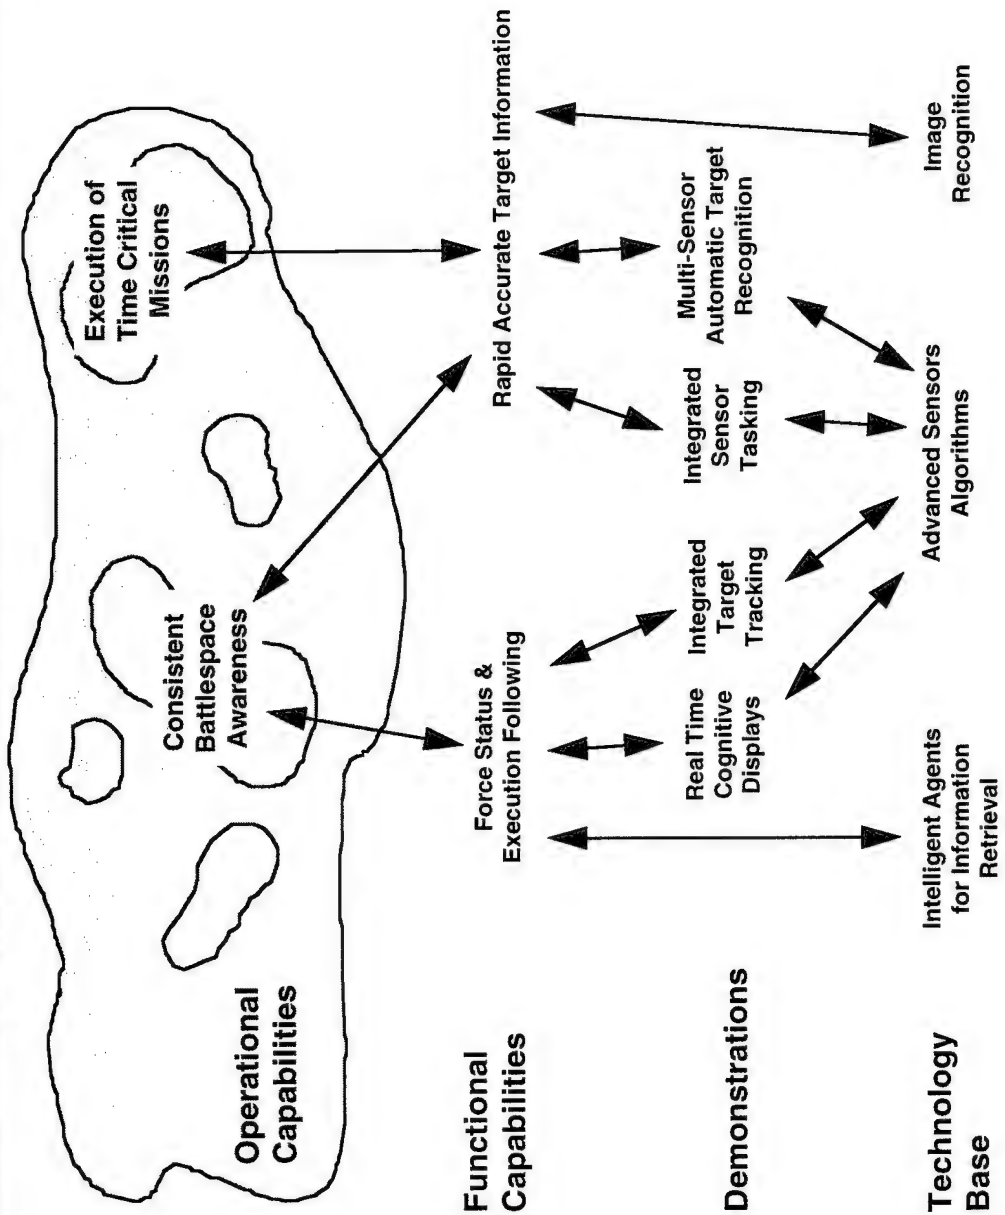 Operational
Capabilities
Consistent
Battlespace
Awareness
Execution of
Time Critical
Missions
Functional
Capabilities
Force Status &
Execution Following
Rapid Accurate Target Information
Demonstrations
Real Time
Cognitive
Displays
Integrated
Target
Tracking
Integrated
Sensor
Tasking
Multi-Sensor
Automatic Target
Recognition
Technology
Base
Intelligent Agents
for Information
Retrieval
Advanced Sensors
Algorithms
Image
Recognition